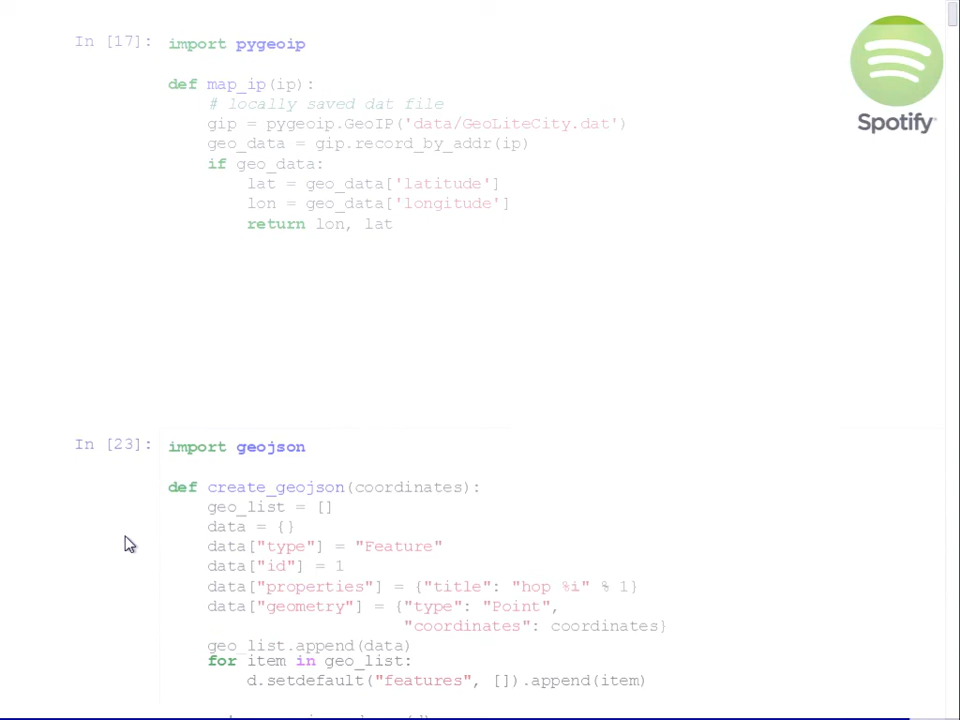 In [17]: import pygeoip
def map_ip(ip):
# locally saved dat file
gip = pygeoip.GeoIP('data/GeoLiteCity.dat')
geo_data = gip.record_by_addr(ip)
if geo_data:
lat = geo_data['latitude']
lon = geo_data['longitude']
return lon, lat
Spotify
In [23]: import geojson
def create_geojson(coordinates):
geo_list = []
data = {}
data["type"] = "Feature"
data["id"] = 1
data["properties"] = {"title": "hop %i" % 1}
data["geometry"] = {"type": "Point",
"coordinates": coordinates}
geo_list.append(data)
for item in geo_list:
d.setdefault("features", []).append(item)